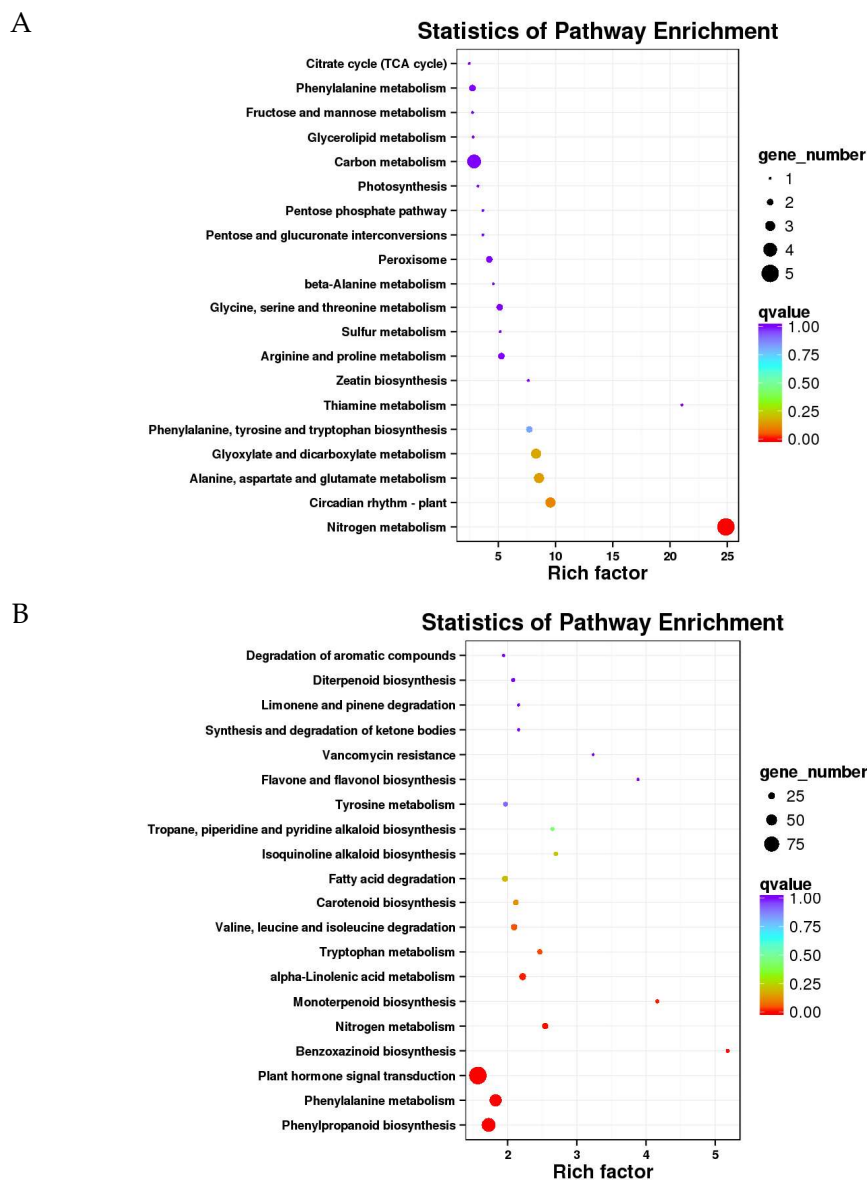 A
Statistics of Pathway Enrichment
Citrate cycle (TCA cycle)
Phenylalanine metabolism
Fructose and mannose metabolism
Glycerolipid metabolism
Carbon metabolism
Photosynthesis
Pentose phosphate pathway
Pentose and glucuronate interconversions
Peroxisome
beta-Alanine metabolism
Glycine, serine and threonine metabolism
Sulfur metabolism
Arginine and proline metabolism
Zeatin biosynthesis
Thiamine metabolism
Phenylalanine, tyrosine and tryptophan biosynthesis
Glyoxylate and dicarboxylate metabolism
Alanine, aspartate and glutamate metabolism
Circadian rhythm - plant
Nitrogen metabolism
5 10 15 20 25
Rich factor
gene_number
1
2
3
4
5
qvalue
1.00
0.75
0.50
0.25
0.00
B
Statistics of Pathway Enrichment
Degradation of aromatic compounds
Diterpenoid biosynthesis
Limonene and pinene degradation
Synthesis and degradation of ketone bodies
Vancomycin resistance
Flavone and flavonol biosynthesis
Tyrosine metabolism
Tropane, piperidine and pyridine alkaloid biosynthesis
Isoquinoline alkaloid biosynthesis
Fatty acid degradation
Carotenoid biosynthesis
Valine, leucine and isoleucine degradation
Tryptophan metabolism
alpha-Linolenic acid metabolism
Monoterpenoid biosynthesis
Nitrogen metabolism
Benzoxazinoid biosynthesis
Plant hormone signal transduction
Phenylalanine metabolism
Phenylpropanoid biosynthesis
2 3 4 5
Rich factor
gene_number
25
50
75
qvalue
1.00
0.75
0.50
0.25
0.00